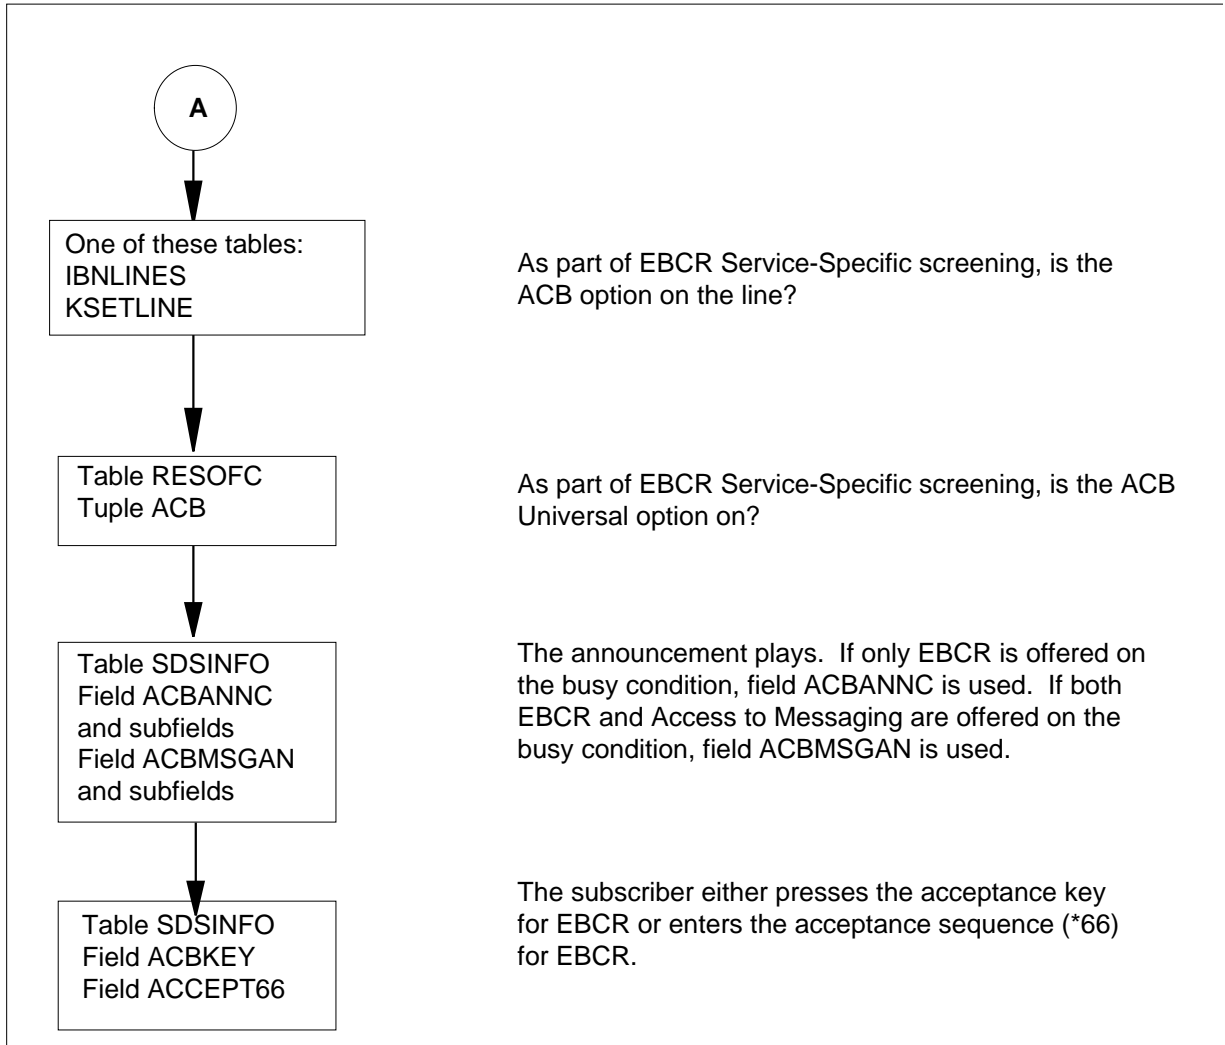 A
One of these tables:
IBNLINES
KSETLINE
As part of EBCR Service-Specific screening, is the
ACB option on the line?
Table RESOFC
Tuple ACB
As part of EBCR Service-Specific screening, is the ACB
Universal option on?
Table SDSINFO
Field ACBANNC
and subfields
Field ACBMSGAN
and subfields
The announcement plays.  If only EBCR is offered on
the busy condition, field ACBANNC is used.  If both
EBCR and Access to Messaging are offered on the
busy condition, field ACBMSGAN is used.
Table SDSINFO
Field ACBKEY
Field ACCEPT66
The subscriber either presses the acceptance key
for EBCR or enters the acceptance sequence (*66)
for EBCR.